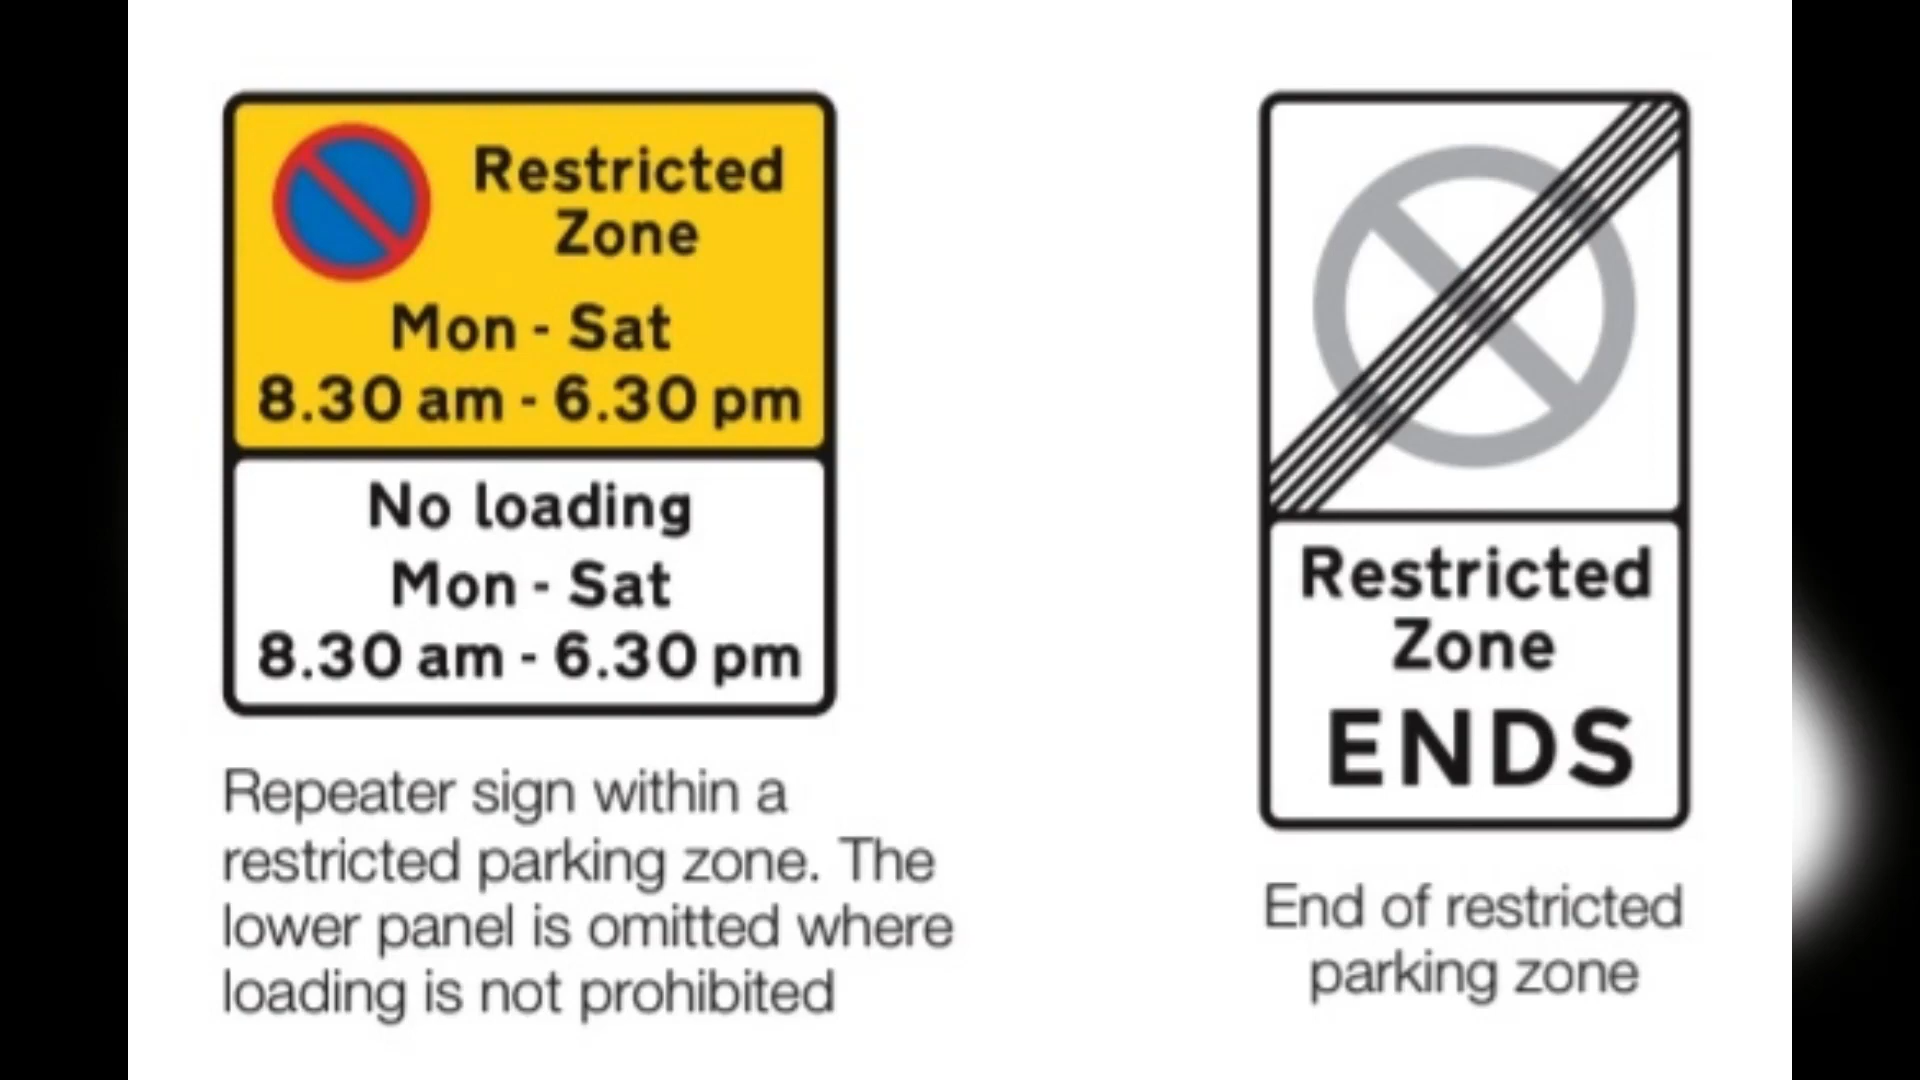 Restricted
Zone
Mon - Sat
8.30 am - 6.30 pm
No loading
Mon - Sat
8.30 am - 6.30 pm
Repeater sign within a
restricted parking zone. The
lower panel is omitted where
loading is not prohibited
Restricted
Zone
ENDS
End of restricted
parking zone